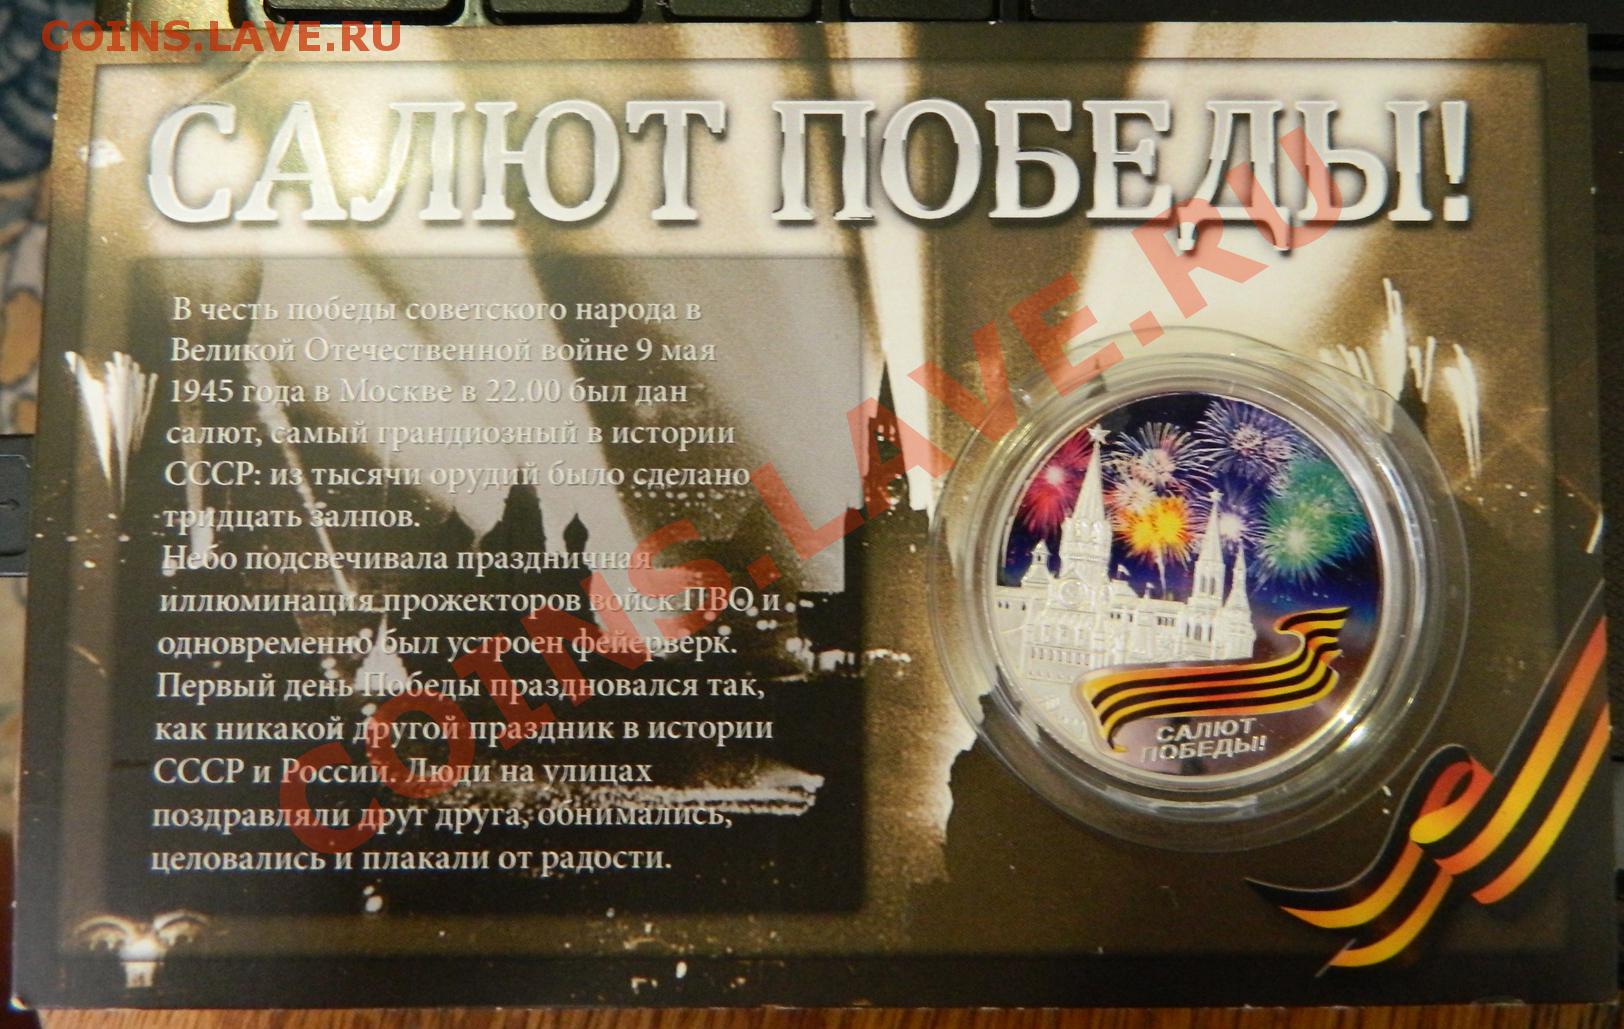 COINS.LAVE.RU
САЛЮТ ПОБЕДЫ!
В честь победы советского народа в
Великой Отечественной войне 9 мая
1945 года в Москве в 22.00 был дан
салют, самый грандиозный в истории
СССР: из тысячи орудий было сделано
тридцать залпов.
Небо подсвечивала праздничная
иллюминация прожекторов войск ПВО и
одновременно был устроен фейерверк.
Первый день Победы праздновался так,
как никакой другой праздник в истории
СССР и России. Люди на улицах
поздравляли друг друга, обнимались,
целовались и плакали от радости.
САЛЮТ
ПОБЕДЫ!
COINS.LAVE.RU